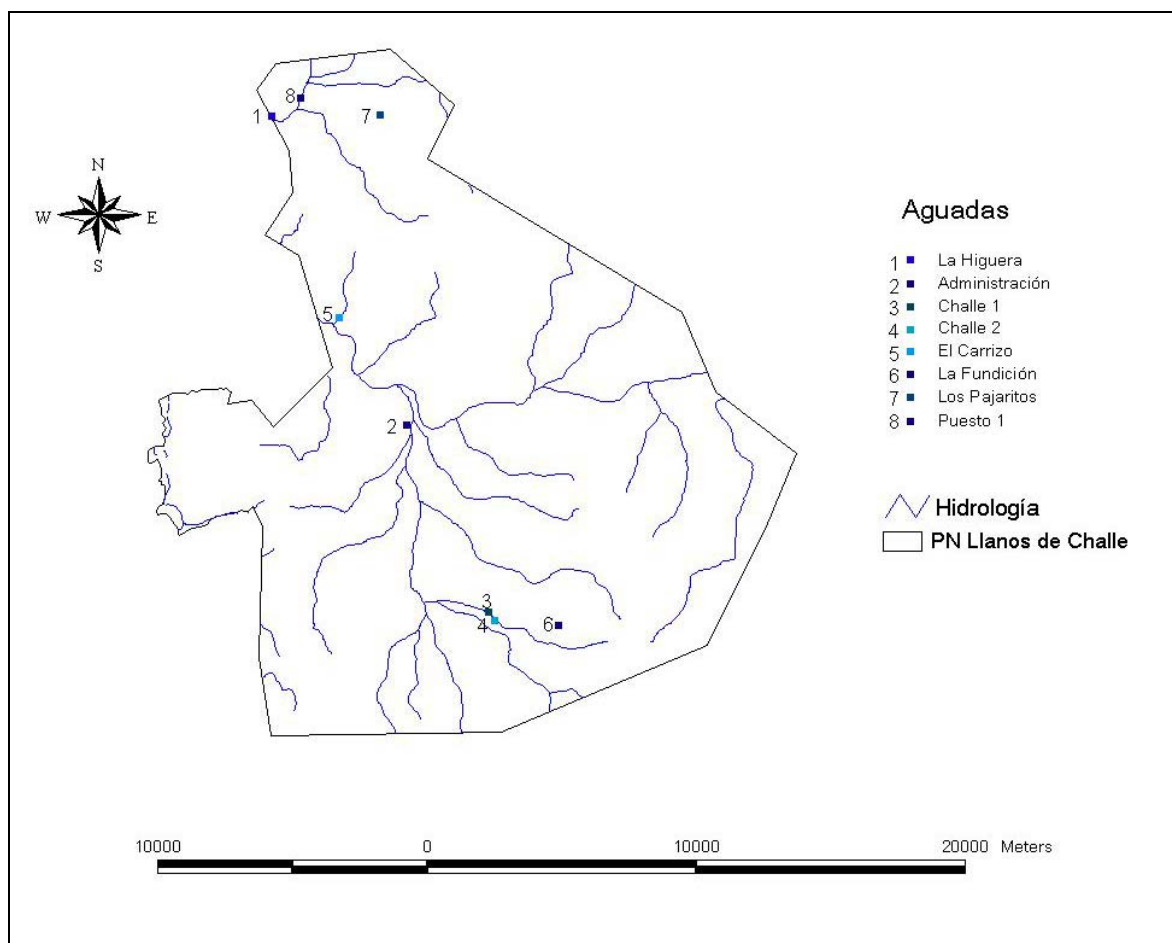 8
1
7
N
W E
S
5
2
3
4
6
Aguadas
1 La Higuera
2 Administración
3 Challe 1
4 Challe 2
5 El Carrizo
6 La Fundición
7 Los Pajaritos
8 Puesto 1
Hidrología
PN Llanos de Challe
10000 0 10000 20000 Meters